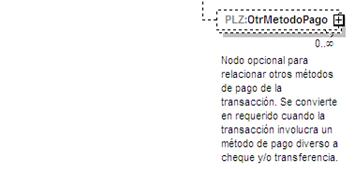 PLZ:OtrMetodoPago
0..∞
Nodo opcional para
relacionar otros métodos
de pago de la
transacción. Se convierte
en requerido cuando la
transacción involucra un
método de pago diverso a
cheque y/o transferencia.